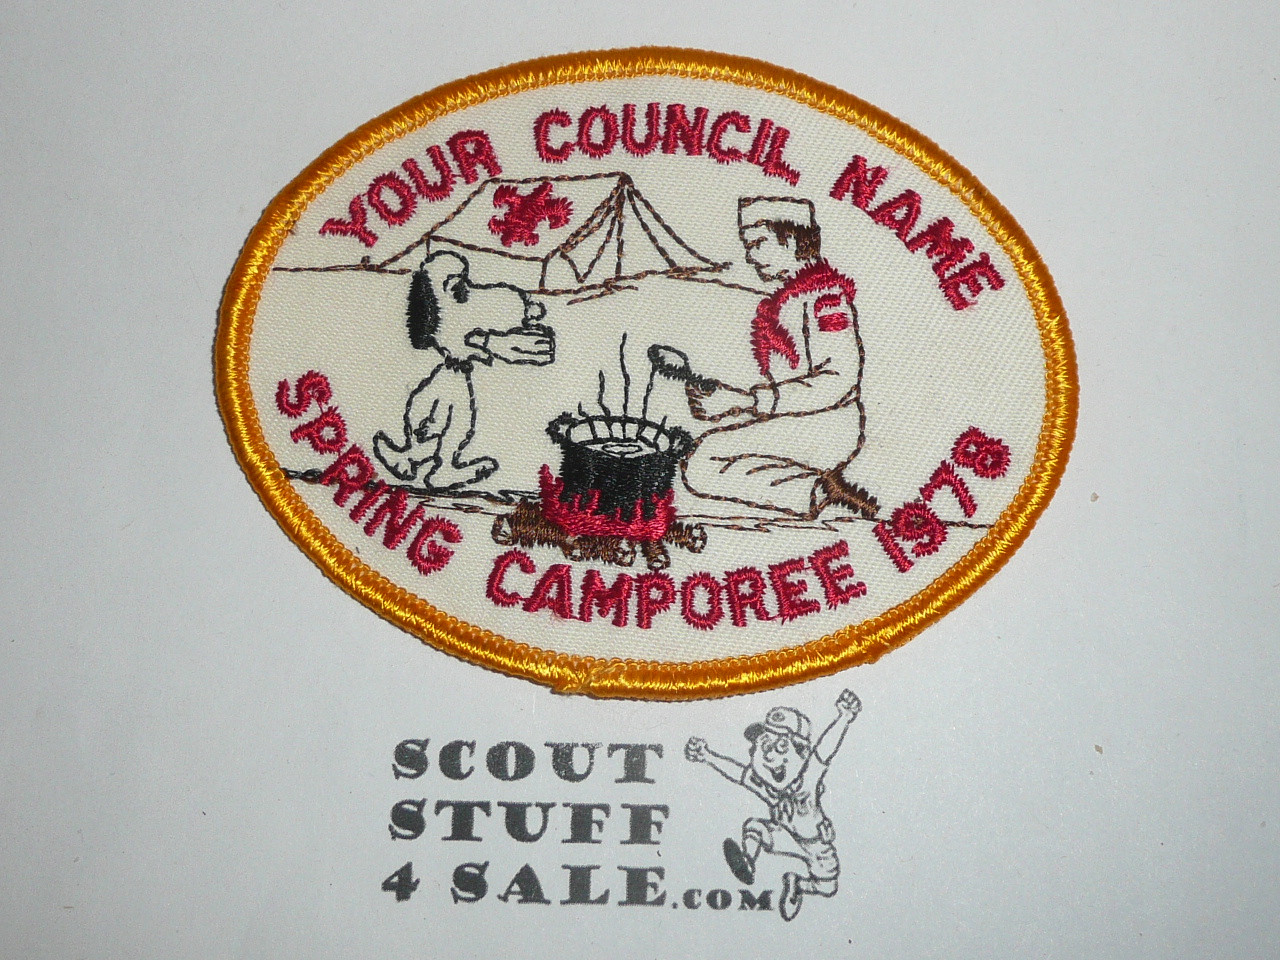 YOUR COUNCIL NAME
SPRING CAMPOREE 1978
SCOUT
STUFF
4 SALE.COM